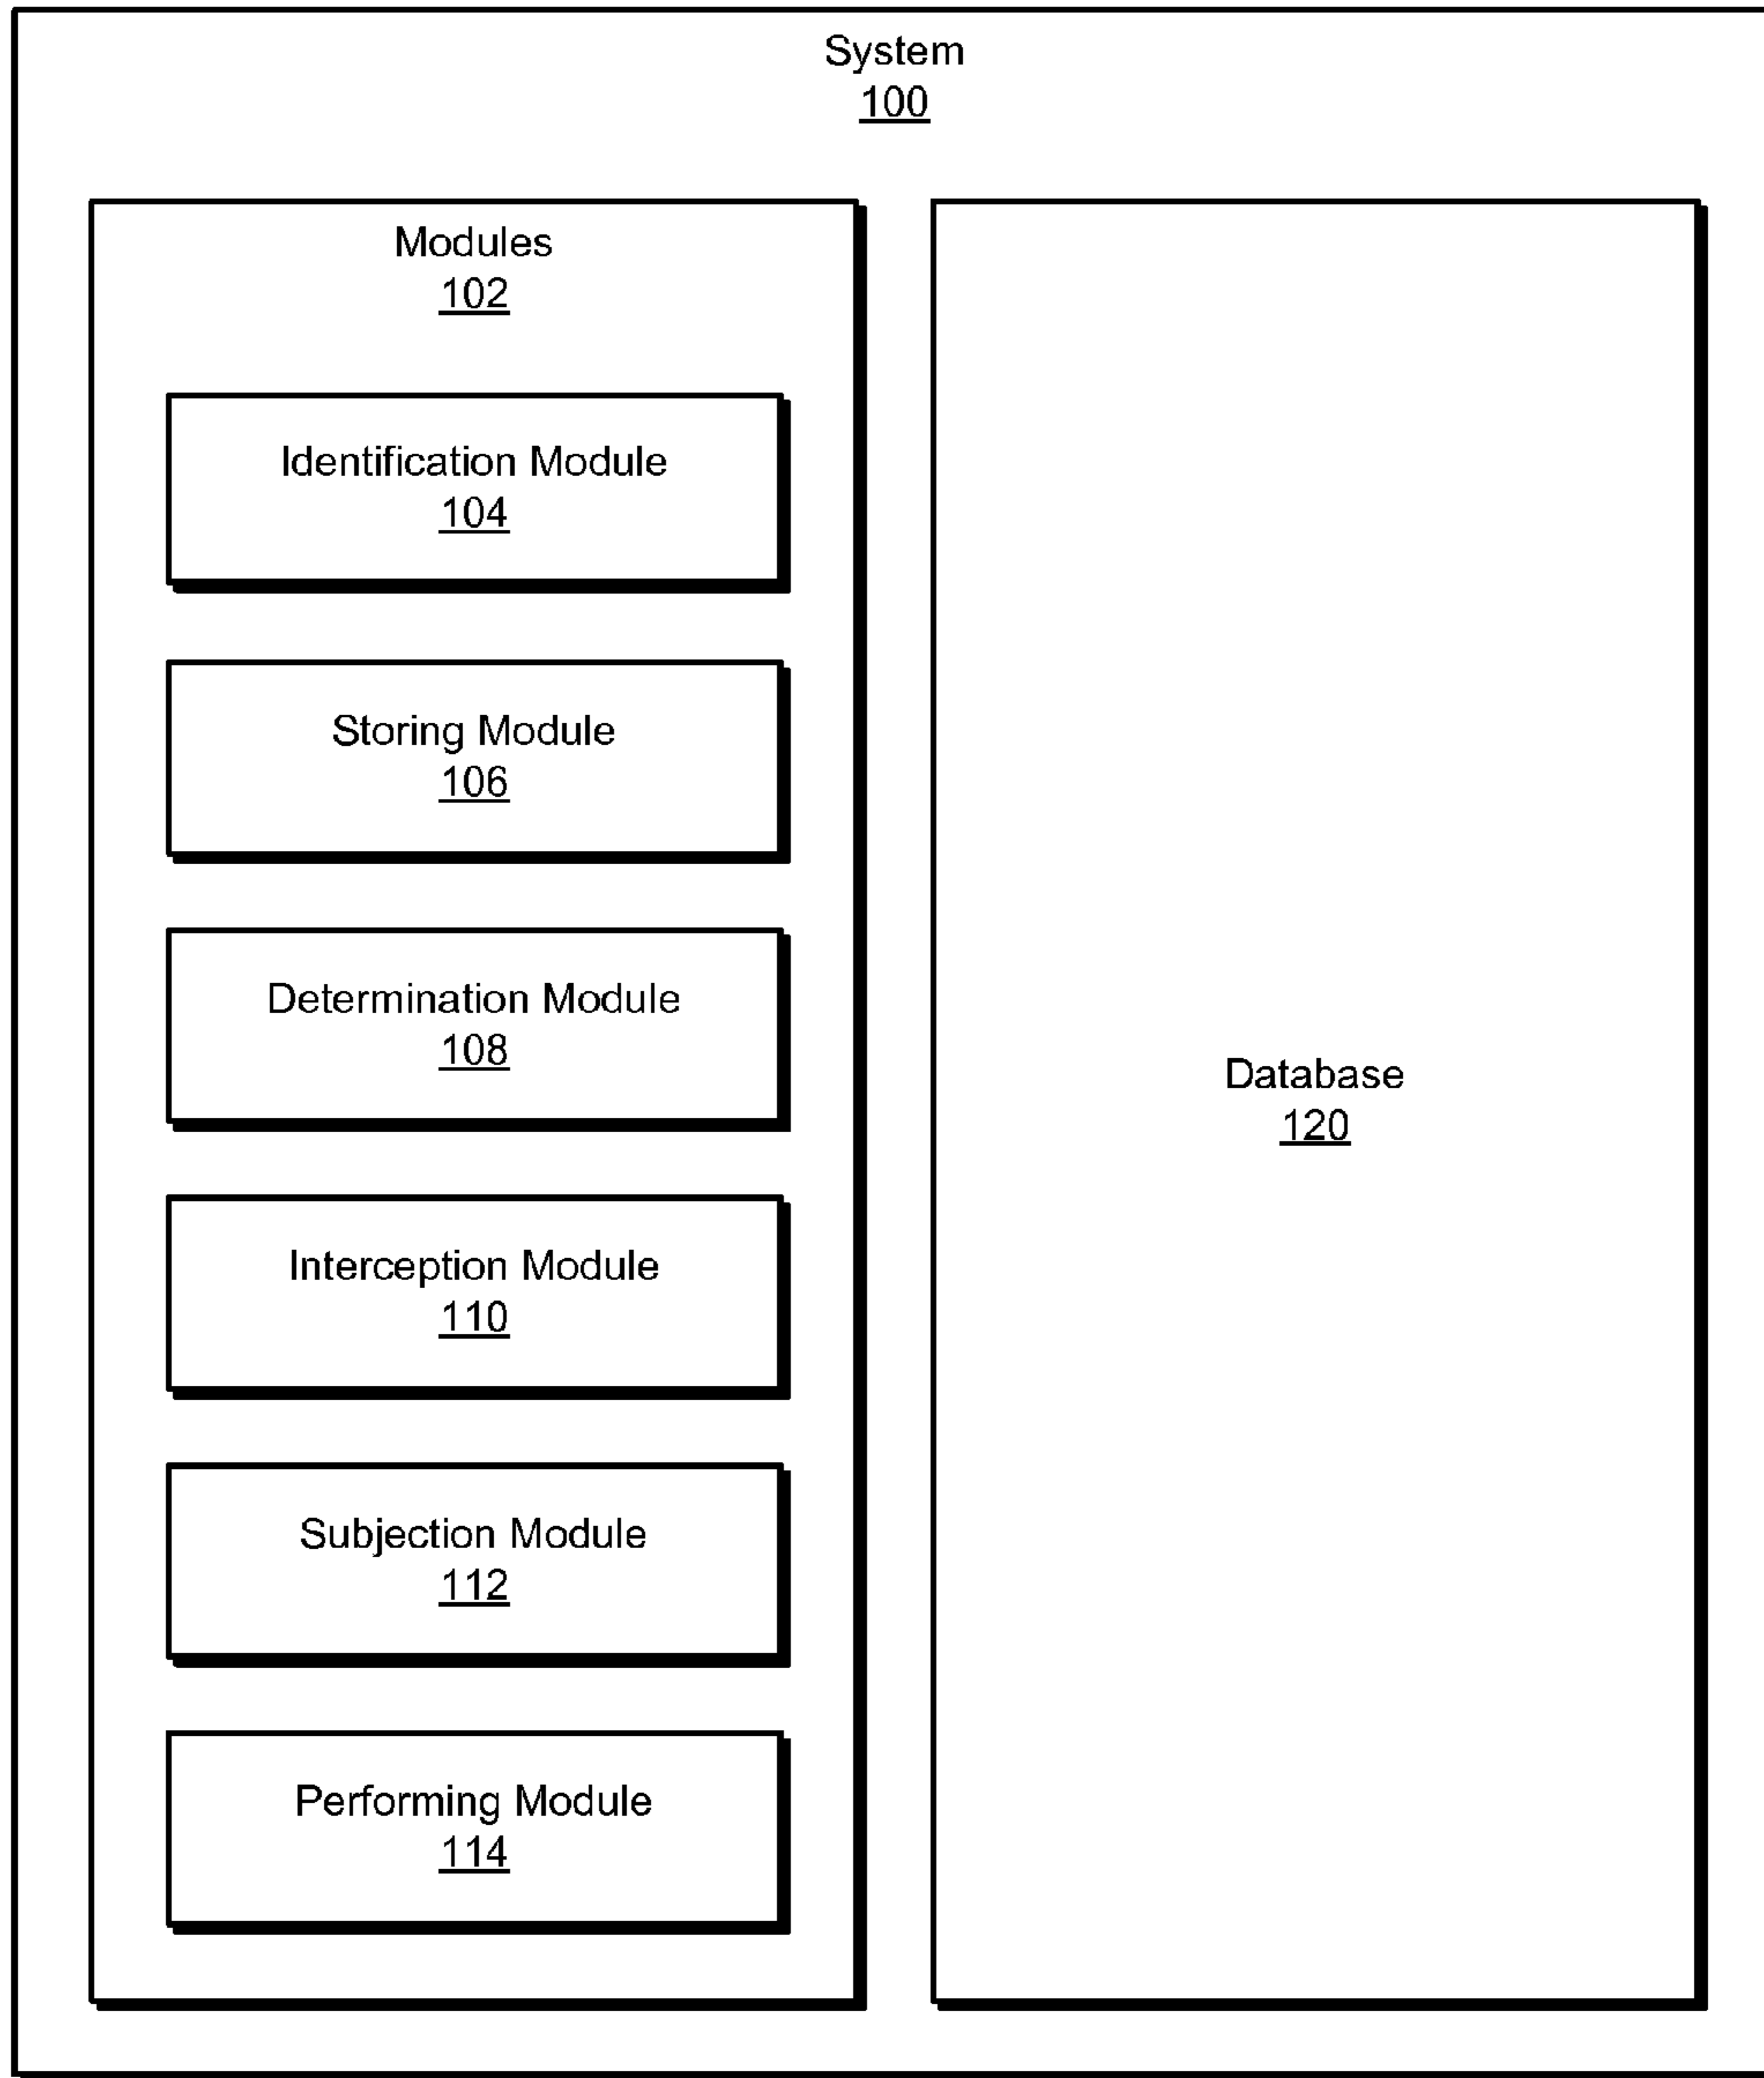 System
100
Modules
102
Identification Module
104
Storing Module
106
Determination Module
108
Interception Module
110
Subjection Module
112
Performing Module
114
Database
120